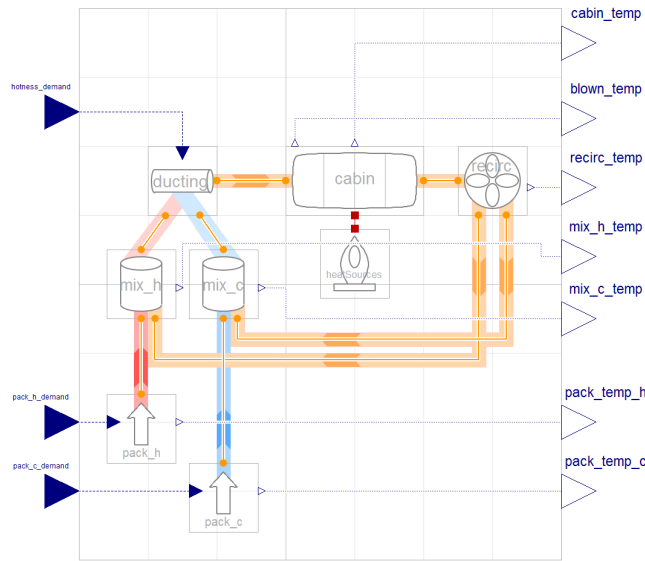 cabin_temp
blown_temp
hotness_demand
recirc_temp
recirc
ducting
cabin
mix_h_temp
heatSources
mix_h
mix_c
mix_c_temp
pack_h_demand
pack_temp_h
pack_h
pack_c_demand
pack_temp_c
pack_c